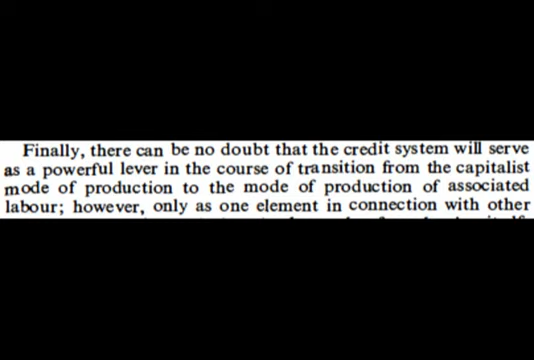 Finally, there can be no doubt that the credit system will serve
as a powerful lever in the course of transition from the capitalist
mode of production to the mode of production of associated
labour; however, only as one element in connection with other